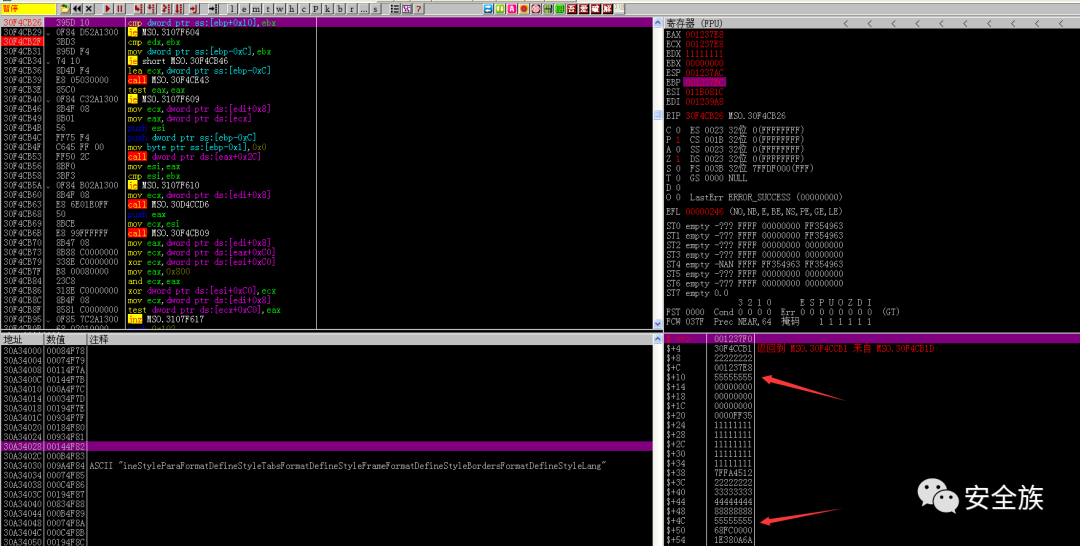 暂停
l e m t w h c P k b r ... s
30F4CB26 395D 10 cmp dword ptr ss:[ebp+0x10],ebx
30F4CB29 0F84 D52A1300 je MSO.3107F604
30F4CB2F 3BD3 cmp edx,ebx
30F4CB31 895D F4 mov dword ptr ss:[ebp-0xC],ebx
30F4CB34 74 10 je short MSO.30F4CB46
30F4CB36 8D4D F4 lea ecx,dword ptr ss:[ebp-0xC]
30F4CB39 E8 05030000 call MSO.30F4CE43
30F4CB3E 85C0 test eax,eax
30F4CB40 0F84 C32A1300 je MSO.3107F609
30F4CB46 8B4F 08 mov ecx,dword ptr ds:[edi+0x8]
30F4CB49 8B01 mov eax,dword ptr ds:[ecx]
30F4CB4B 56 push esi
30F4CB4C FF75 F4 push dword ptr ss:[ebp-0xC]
30F4CB4F C645 FF 00 mov byte ptr ss:[ebp-0x1],0x0
30F4CB53 FF50 2C call dword ptr ds:[eax+0x2C]
30F4CB56 8BF0 mov esi,eax
30F4CB58 3BF3 cmp esi,ebx
30F4CB5A 0F84 B02A1300 je MSO.3107F610
30F4CB60 8B4F 08 mov ecx,dword ptr ds:[edi+0x8]
30F4CB63 E8 6E01E0FF call MSO.30D4CCD6
30F4CB68 50 push eax
30F4CB69 8BCE mov ecx,esi
30F4CB6B E8 99FFFFFF call MSO.30F4CB09
30F4CB70 8B47 08 mov eax,dword ptr ds:[edi+0x8]
30F4CB73 8B88 C0000000 mov ecx,dword ptr ds:[eax+0xC0]
30F4CB79 338E C0000000 xor ecx,dword ptr ds:[esi+0xC0]
30F4CB7F B8 00080000 mov eax,0x800
30F4CB84 23C8 and ecx,eax
30F4CB86 318E C0000000 xor dword ptr ds:[esi+0xC0],ecx
30F4CB8C 8B4F 08 mov ecx,dword ptr ds:[edi+0x8]
30F4CB8F 8581 C0000000 test dword ptr ds:[ecx+0xC0],eax
30F4CB95 0F85 7C2A1300 jnz MSO.3107F617
寄存器 (FPU) < < < < < < < < <
EAX 001237E8
ECX 001237E8
EDX 11111111
EBX 00000000
ESP 001237AC
EBP
ESI 011B081C
EDI 001239A8
EIP 30F4CB26 MSO.30F4CB26
C 0 ES 0023 32位 0(FFFFFFFF)
P 1 CS 001B 32位 0(FFFFFFFF)
A 0 SS 0023 32位 0(FFFFFFFF)
Z 1 DS 0023 32位 0(FFFFFFFF)
S 0 FS 003B 32位 7FFDF000(FFF)
T 0 GS 0000 NULL
D 0
O 0 LastErr ERROR_SUCCESS (00000000)
EFL 00000246 (NO,NB,E,BE,NS,PE,GE,LE)
ST0 empty -??? FFFF 00000000 FF354963
ST1 empty -??? FFFF 00000000 00000000
ST2 empty -??? FFFF 00000000 00000000
ST3 empty -??? FFFF 00000000 FF354963
ST4 empty -NAN FFFF FF354963 FF354963
ST5 empty -??? FFFF 00000000 00000000
ST6 empty -??? FFFF 00000000 00000000
ST7 empty 0.0
3 2 1 0 E S P U O Z D I
FST 0000 Cond 0 0 0 0 Err 0 0 0 0 0 0 0 0 (GT)
FCW 037F Prec NEAR,64 掩码 1 1 1 1 1 1
地址 数值 注释
30A34000 00084F78
30A34004 00074F79
30A34008 00114F7A
30A3400C 00144F7B
30A34010 000A4F7C
30A34014 00034F7D
30A34018 00194F7E
30A3401C 00934F7F
30A34020 00184F80
30A34024 00934F81
30A34028 00144F82
30A3402C 000B4F83
30A34030 009A4F84 ASCII "ineStyleParaFormatDefineStyleTabsFormatDefineStyleFrameFormatDefineStyleBordersFormatDefineStyleLang"
30A34034 00074F85
30A34038 000C4F86
30A3403C 00194F87
30A34040 00834F88
30A34044 000B4F89
30A34048 00074F8A
30A3404C 000C4F8B
30A34050 00194F8C
001237F0
$+4 30F4CCB1 返回到 MSO.30F4CCB1 来自 MSO.30F4CB1D
$+8 22222222
$+C 001237E8
$+10 55555555
$+14 00000000
$+18 00000000
$+1C 00000000
$+20 0000FF35
$+24 11111111
$+28 11111111
$+2C 11111111
$+30 11111111
$+34 11111111
$+38 7FFA4512
$+3C 22222222
$+40 33333333
$+44 44444444
$+48 88888888
$+4C 55555555
$+50 68FC0000
$+54 1E380A6A
安全族